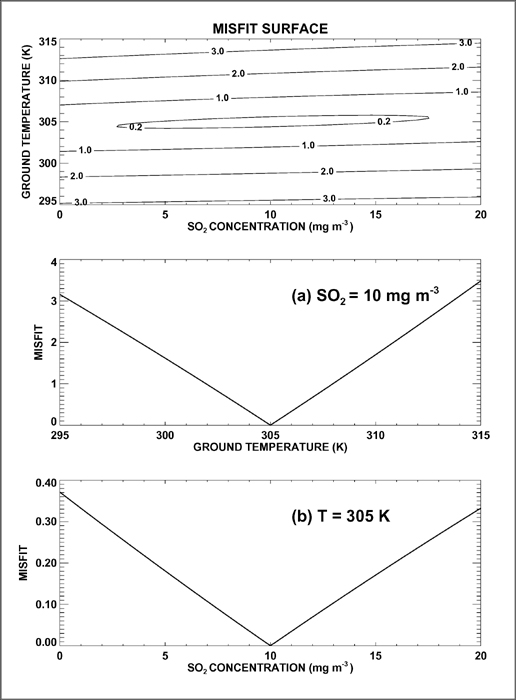 MISFIT SURFACE
315
310
305
300
295
GROUND TEMPERATURE (K)
3.0
3.0
2.0
2.0
1.0
1.0
0.2
0.2
1.0
1.0
2.0
2.0
3.0
3.0
0 5 10 15 20
SO2 CONCENTRATION (mg m-3)
4
3
2
1
0
MISFIT
(a) SO2 = 10 mg m-3
295 300 305 310 315
GROUND TEMPERATURE (K)
0.40
0.30
0.20
0.10
0.00
MISFIT
(b) T = 305 K
0 5 10 15 20
SO2 CONCENTRATION (mg m-3)